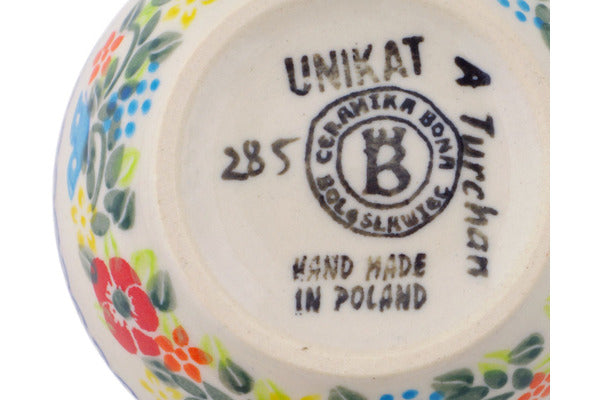 UNIKAT
A Turchan
285
CERAMIKA BONA
B
BOLESŁAWIEC
HAND MADE
IN POLAND